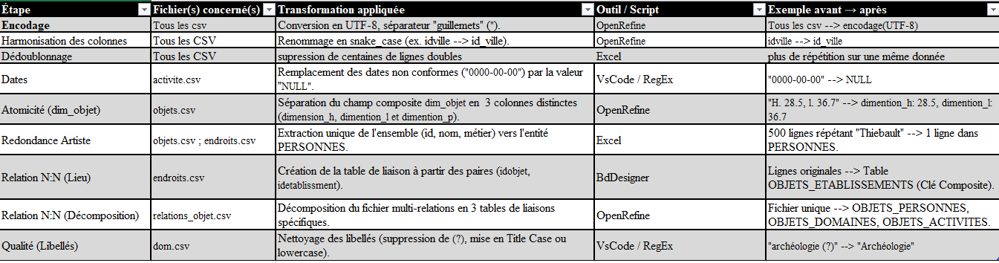 Étape Fichier(s) concerné(s) Transformation appliquée Outil / Script Exemple avant → après
Encodage Tous les csv Conversion en UTF-8, séparateur "guillemets" ("). OpenRefine Tous les csv --> encodage(UTF-8)
Harmonisation des colonnes Tous les CSV Renommage en snake_case (ex. idville --> id_ville). OpenRefine idville --> id_ville
Dédoublonnage Tous les CSV supression de centaines de lignes doubles Excel plus de répétition sur une même donnée
Dates activite.csv Remplacement des dates non conformes ("0000-00-00") par la valeur
"NULL". VsCode / RegEx "0000-00-00" --> NULL
Atomicité (dim_objet) objets.csv Séparation du champ composite dim_objet en 3 colonnes distinctes
(dimension_h, dimention_l et dimention_p). OpenRefine "H. 28.5, l. 36.7" --> dimention_h: 28.5, dimention_l:
36.7
Redondance Artiste objets.csv ; endroits.csv Extraction unique de l'ensemble (id, nom, métier) vers l'entité
PERSONNES. Excel 500 lignes répétant "Thiebault" --> 1 ligne dans
PERSONNES.
Relation N:N (Lieu) endroits.csv Création de la table de liaison à partir des paires (idobjet,
idetablissment). BdDesigner Lignes originales --> Table
OBJETS_ETABLISSEMENTS (Clé Composite).
Relation N:N (Décomposition) relations_objet.csv Décomposition du fichier multi-relations en 3 tables de liaisons
spécifiques. OpenRefine Fichier unique --> OBJETS_PERSONNES,
OBJETS_DOMAINES, OBJETS_ACTIVITES.
Qualité (Libellés) dom.csv Nettoyage des libellés (suppression de (?), mise en Title Case ou
lowercase). VsCode / RegEx "archéologie (?)" --> "Archéologie"